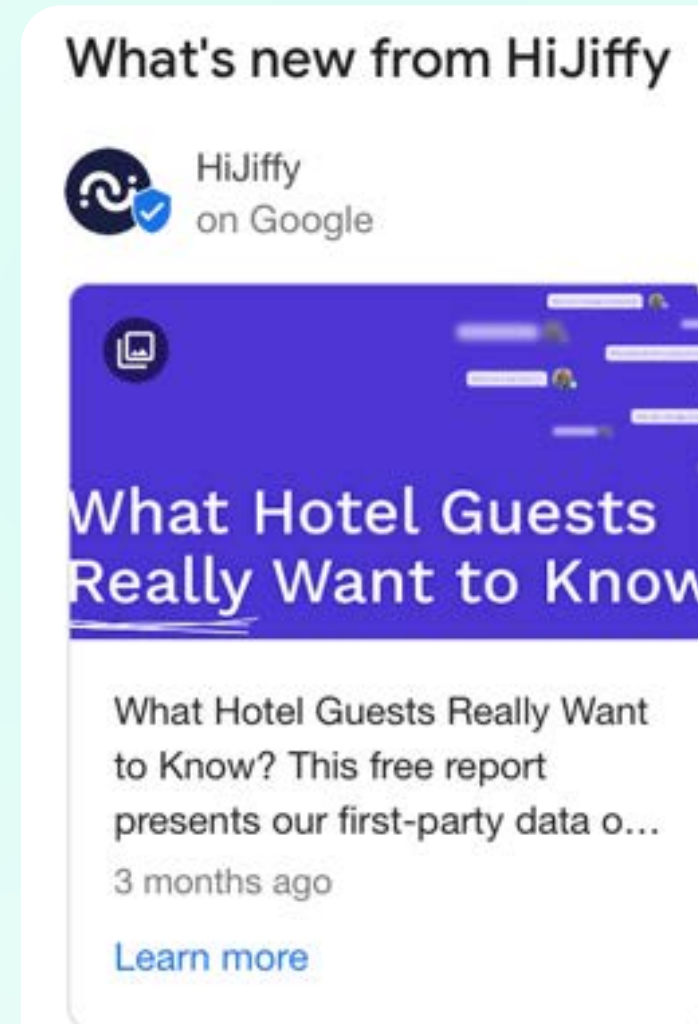 What's new from HiJiffy
HiJiffy
on Google
What Hotel Guests
Really Want to Know
What Hotel Guests Really Want
to Know? This free report
presents our first-party data o...
3 months ago
Learn more